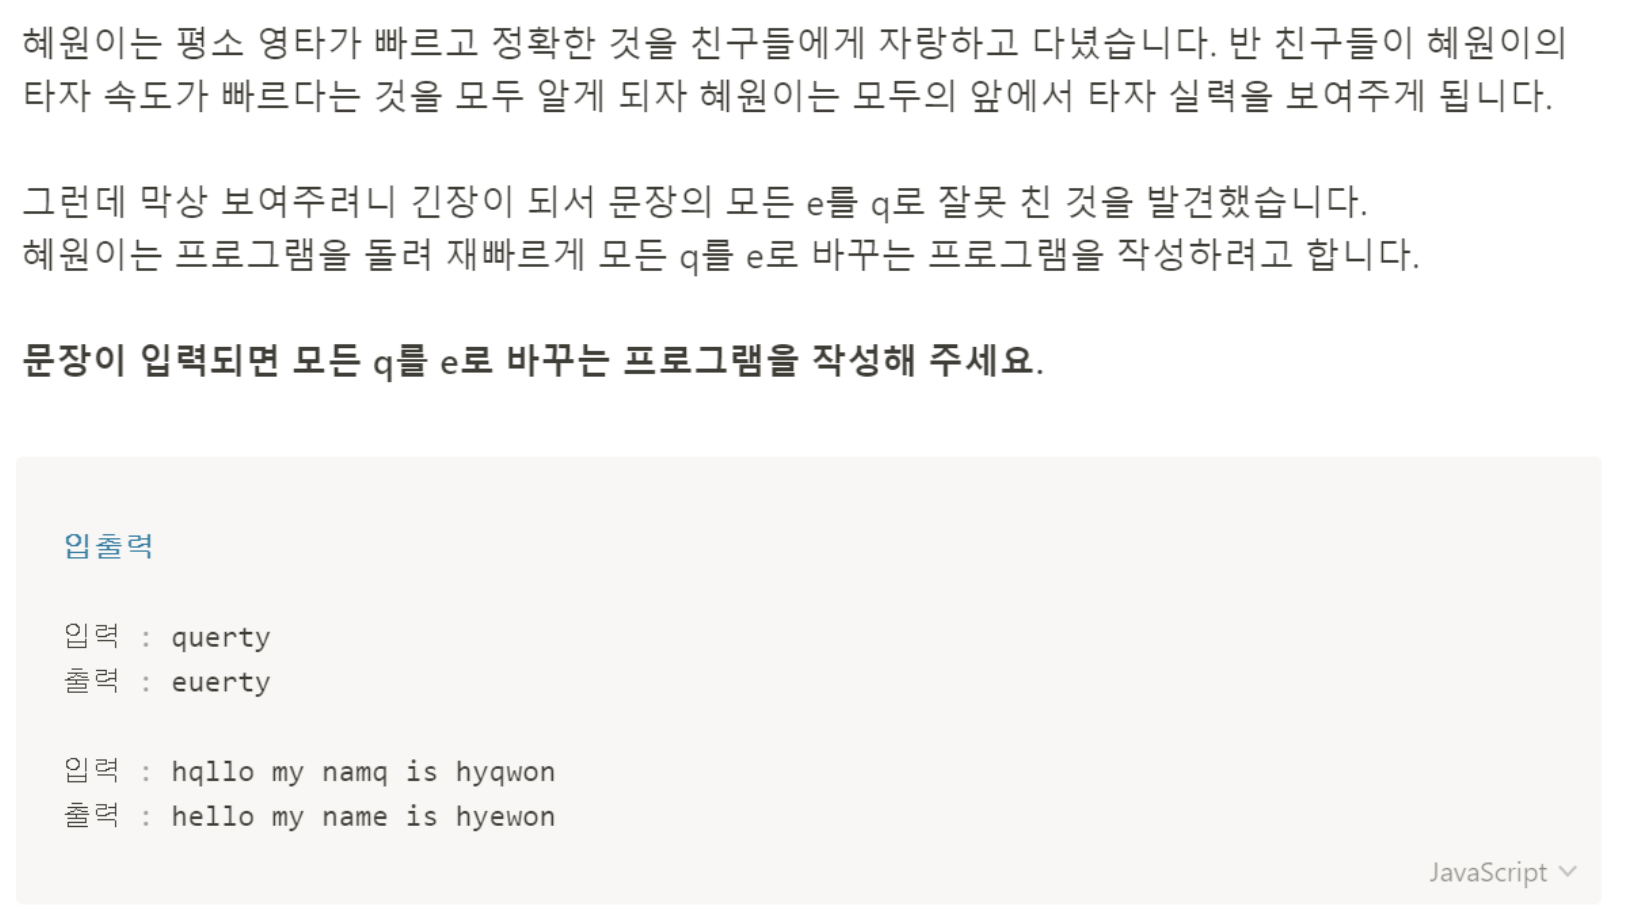 혜원이는 평소 영타가 빠르고 정확한 것을 친구들에게 자랑하고 다녔습니다. 반 친구들이 혜원이의
타자 속도가 빠르다는 것을 모두 알게 되자 혜원이는 모두의 앞에서 타자 실력을 보여주게 됩니다.
그런데 막상 보여주려니 긴장이 되서 문장의 모든 e를 q로 잘못 친 것을 발견했습니다.
혜원이는 프로그램을 돌려 재빠르게 모든 q를 e로 바꾸는 프로그램을 작성하려고 합니다.
문장이 입력되면 모든 q를 e로 바꾸는 프로그램을 작성해 주세요.
입출력
입력 : querty
출력 : euerty
입력 : hqllo my namq is hyqwon
출력 : hello my name is hyewon
JavaScript